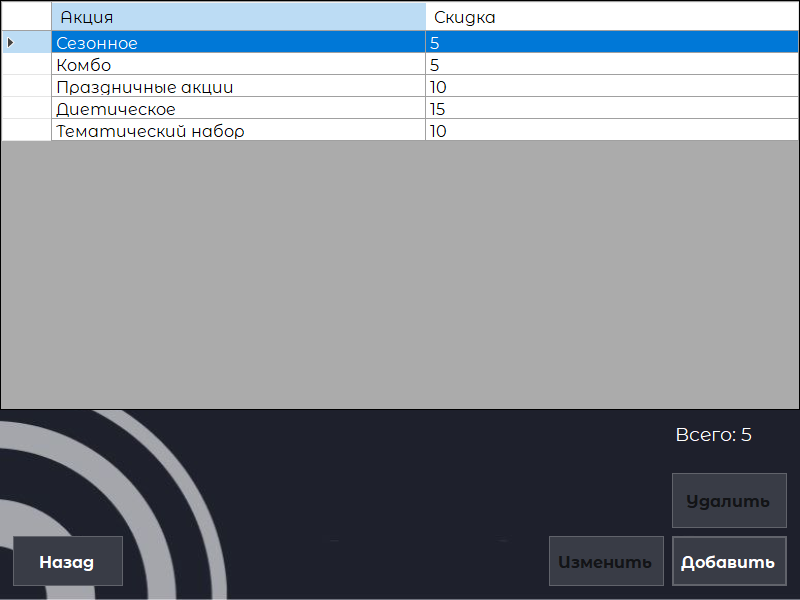 Акция Скидка
Сезонное 5
Комбо 5
Праздничные акции 10
Диетическое 15
Тематический набор 10
Всего: 5
Удалить
Назад Изменить Добавить